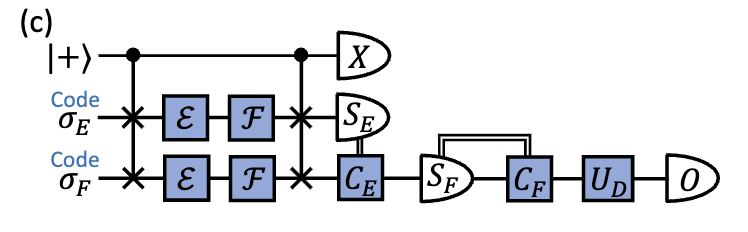 (c)
|+⟩ X
Code
σ_E ℰ ℱ S_E
Code
σ_F ℰ ℱ C_E S_F C_F U_D O